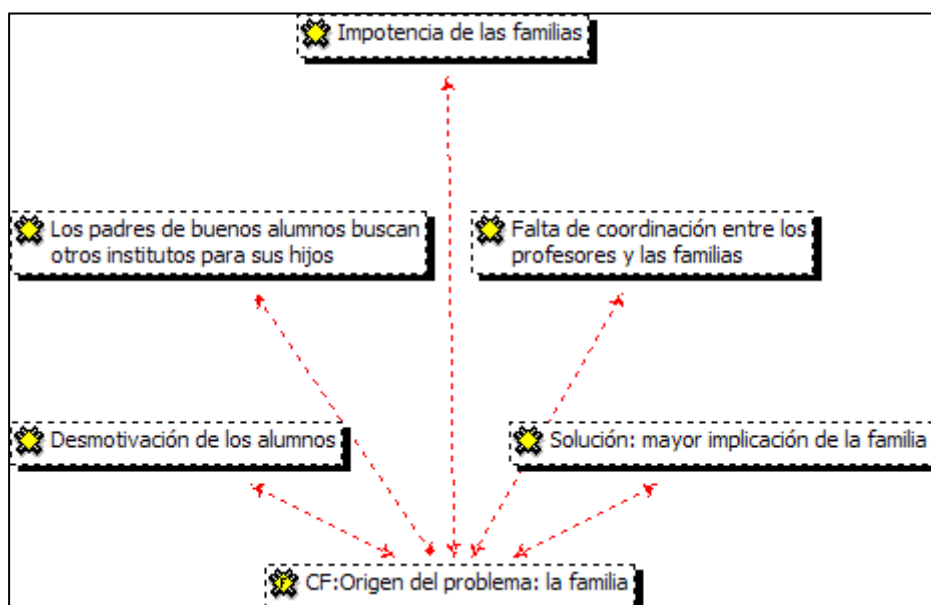 Impotencia de las familias
Los padres de buenos alumnos buscan
otros institutos para sus hijos
Falta de coordinación entre los
profesores y las familias
Desmotivación de los alumnos
Solución: mayor implicación de la familia
F CF:Origen del problema: la familia